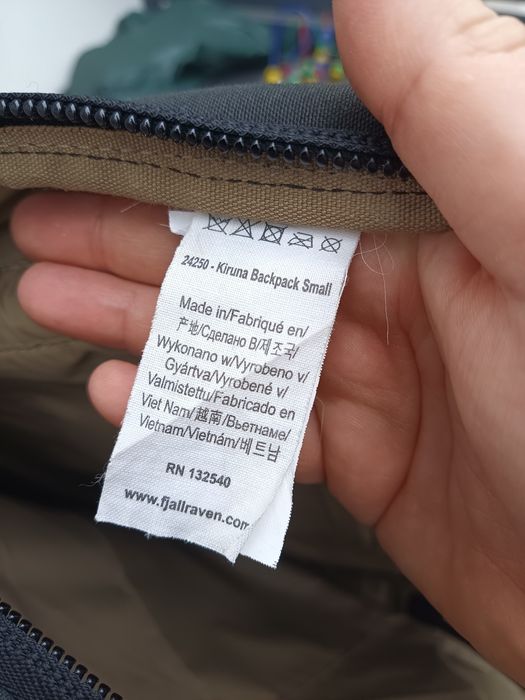 24250 - Kiruna Backpack Small
Made in/Fabriqué en/
产地/Сделано В/제조국/
Wykonano w/Vyrobeno v/
Gyártva/Vyrobené v/
Valmistettu/Fabricado en
Viet Nam/越南/Вьетнаме/
Vietnam/Vietnám/베트남
RN 132540
www.fjallraven.com